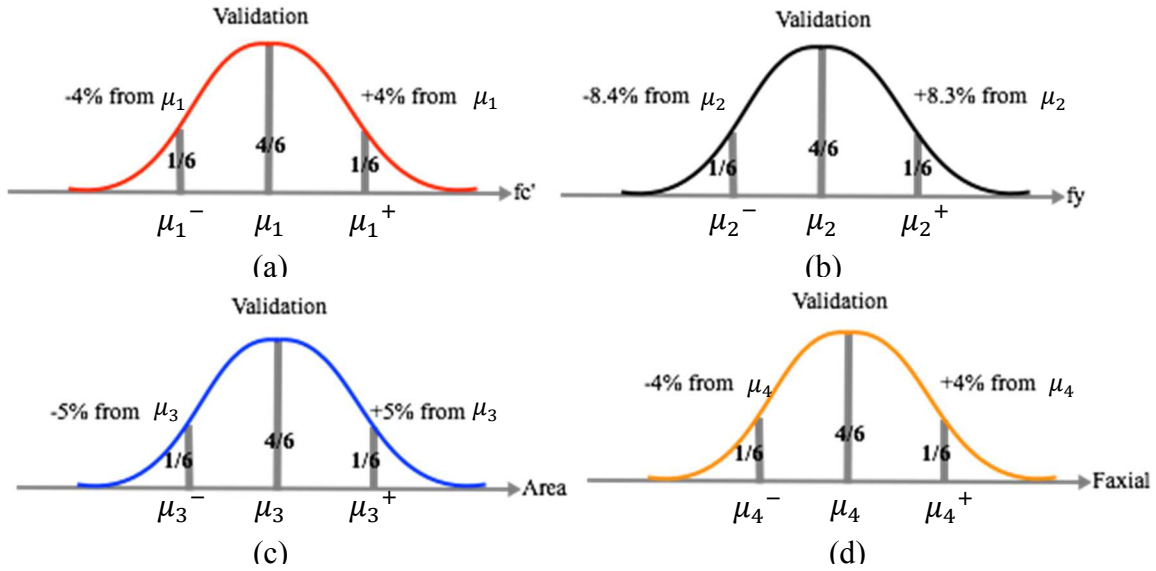 Validation
-4% from μ₁ +4% from μ₁
1/6 4/6 1/6
fc'
μ₁⁻ μ₁ μ₁⁺
(a)
Validation
-8.4% from μ₂ +8.3% from μ₂
1/6 4/6 1/6
fy
μ₂⁻ μ₂ μ₂⁺
(b)
Validation
-5% from μ₃ +5% from μ₃
1/6 4/6 1/6
Area
μ₃⁻ μ₃ μ₃⁺
(c)
Validation
-4% from μ₄ +4% from μ₄
1/6 4/6 1/6
Faxial
μ₄⁻ μ₄ μ₄⁺
(d)